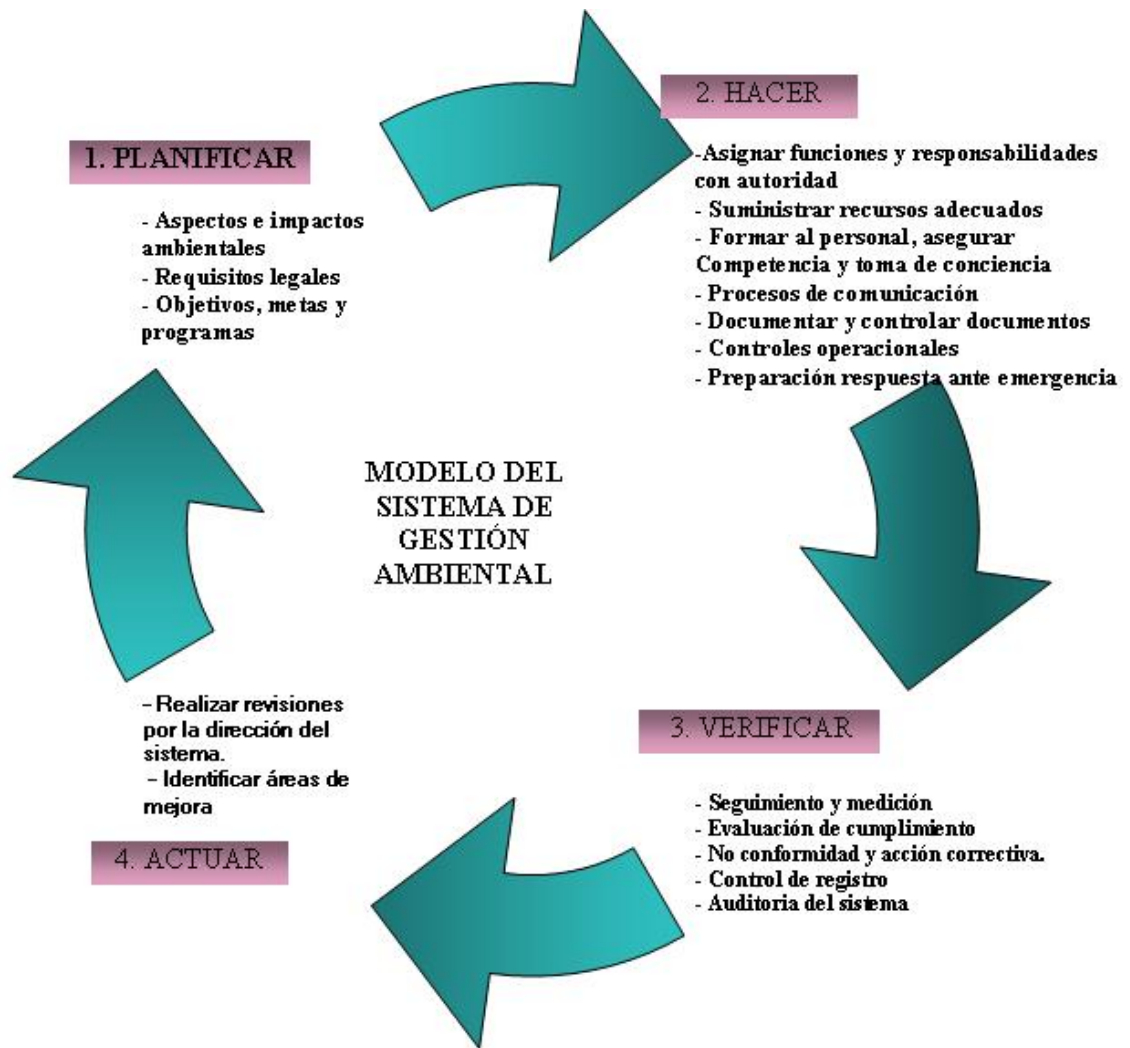 1. PLANIFICAR
- Aspectos e impactos
ambientales
- Requisitos legales
- Objetivos, metas y
programas
2. HACER
-Asignar funciones y responsabilidades
con autoridad
- Suministrar recursos adecuados
- Formar al personal, asegurar
Competencia y toma de conciencia
- Procesos de comunicación
- Documentar y controlar documentos
- Controles operacionales
- Preparación respuesta ante emergencia
MODELO DEL
SISTEMA DE
GESTIÓN
AMBIENTAL
3. VERIFICAR
- Seguimiento y medición
- Evaluación de cumplimiento
- No conformidad y acción correctiva.
- Control de registro
- Auditoria del sistema
– Realizar revisiones
por la dirección del
sistema.
– Identificar áreas de
mejora
4. ACTUAR